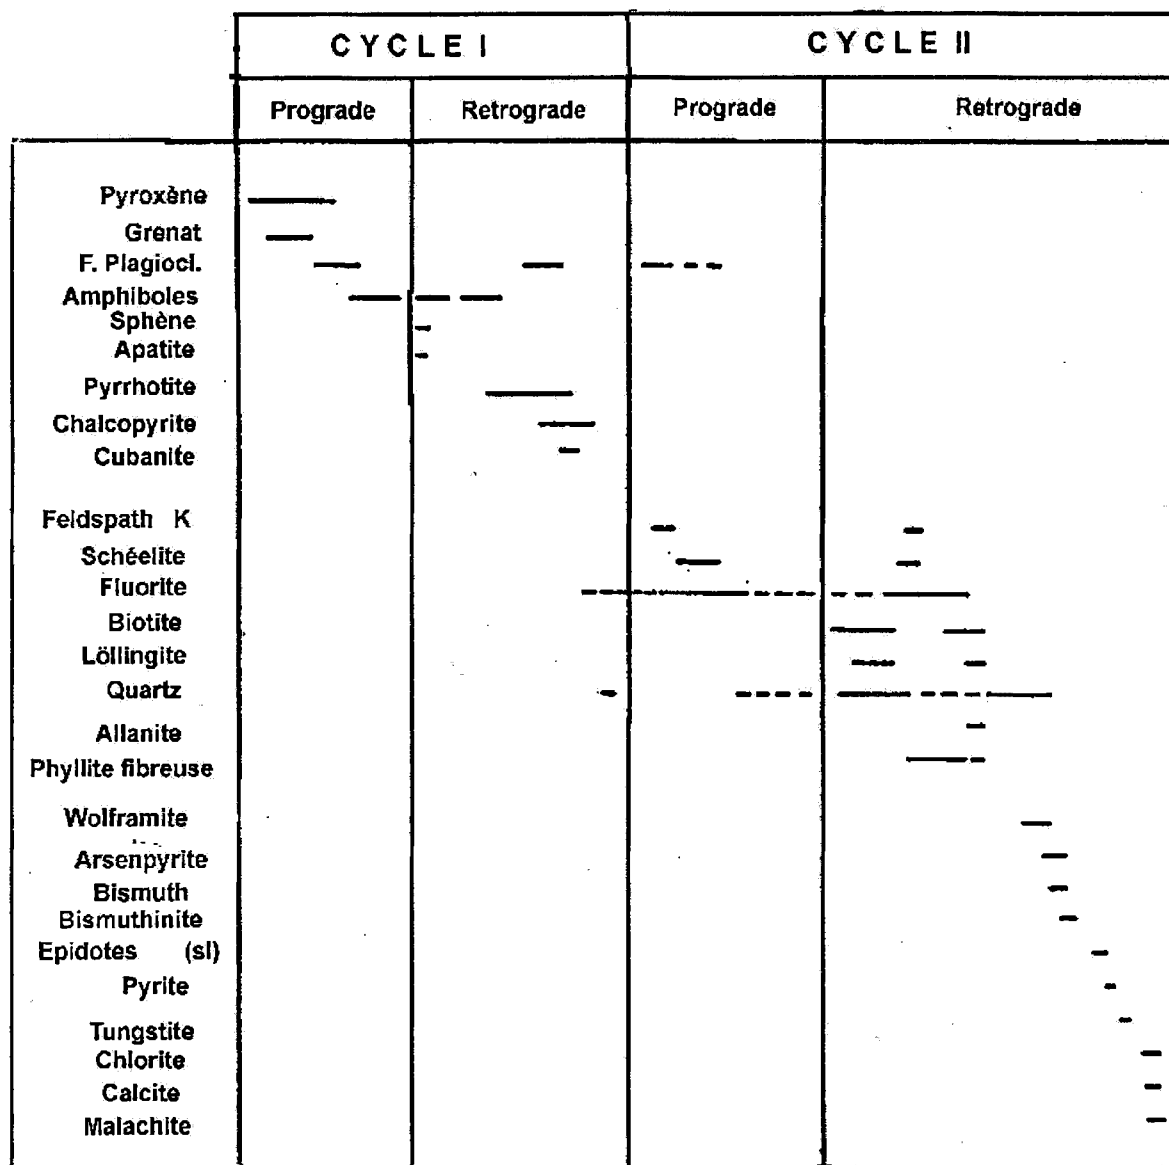 CYCLE I CYCLE II
Prograde Retrograde Prograde Retrograde
Pyroxène
Grenat
F. Plagiocl.
Amphiboles
Sphène
Apatite
Pyrrhotite
Chalcopyrite
Cubanite
Feldspath K
Schéelite
Fluorite
Biotite
Löllingite
Quartz
Allanite
Phyllite fibreuse
Wolframite
Arsenpyrite
Bismuth
Bismuthinite
Epidotes (sl)
Pyrite
Tungstite
Chlorite
Calcite
Malachite